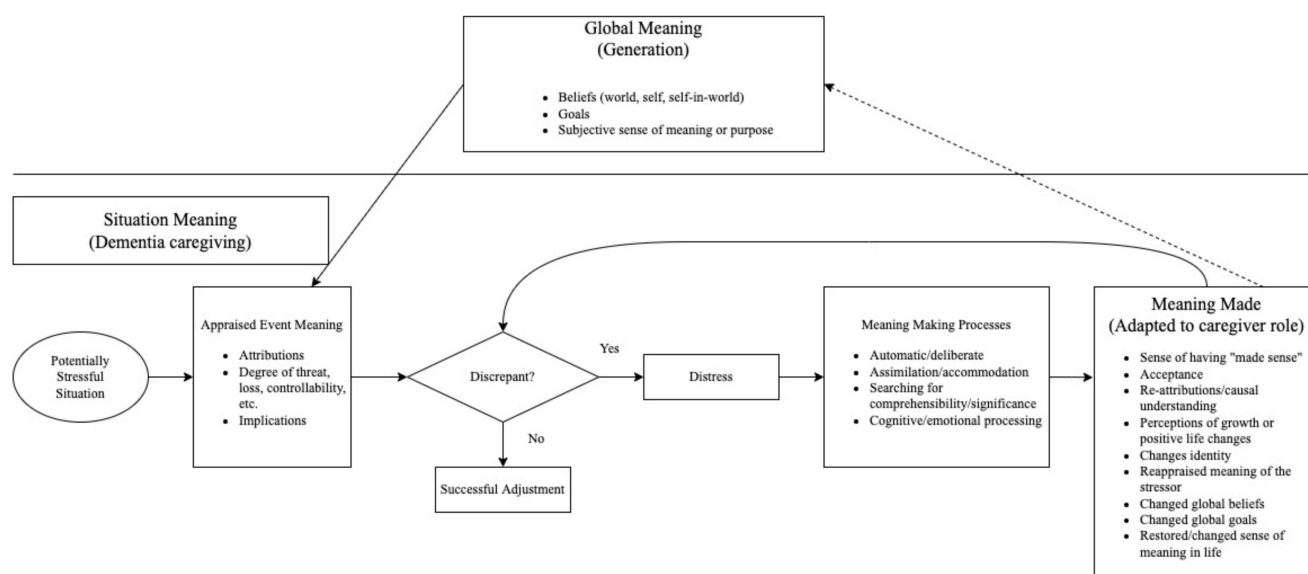 Global Meaning
(Generation)
• Beliefs (world, self, self-in-world)
• Goals
• Subjective sense of meaning or purpose
Situation Meaning
(Dementia caregiving)
Potentially
Stressful
Situation
Appraised Event Meaning
• Attributions
• Degree of threat,
loss, controllability,
etc.
• Implications
Discrepant?
Yes
No
Successful Adjustment
Distress
Meaning Making Processes
• Automatic/deliberate
• Assimilation/accommodation
• Searching for
comprehensibility/significance
• Cognitive/emotional processing
Meaning Made
(Adapted to caregiver role)
• Sense of having "made sense"
• Acceptance
• Re-attributions/causal
understanding
• Perceptions of growth or
positive life changes
• Changes identity
• Reappraised meaning of the
stressor
• Changed global beliefs
• Changed global goals
• Restored/changed sense of
meaning in life